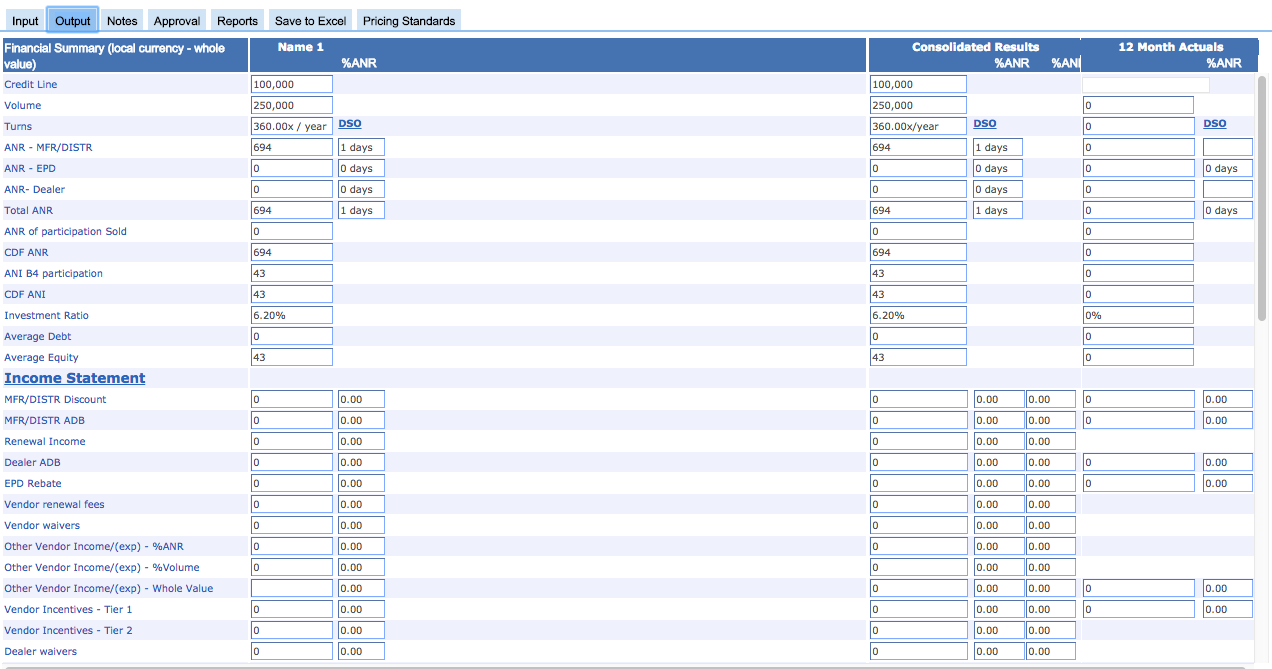 Input Output Notes Approval Reports Save to Excel Pricing Standards
Financial Summary (local currency - whole value) Name 1 %ANR Consolidated Results %ANR %ANI 12 Month Actuals %ANR
Credit Line 100,000 100,000
Volume 250,000 250,000 0
Turns 360.00x / year DSO 360.00x/year DSO 0 DSO
ANR - MFR/DISTR 694 1 days 694 1 days 0
ANR - EPD 0 0 days 0 0 days 0 0 days
ANR- Dealer 0 0 days 0 0 days 0
Total ANR 694 1 days 694 1 days 0 0 days
ANR of participation Sold 0 0 0
CDF ANR 694 694 0
ANI B4 participation 43 43 0
CDF ANI 43 43 0
Investment Ratio 6.20% 6.20% 0%
Average Debt 0 0 0
Average Equity 43 43 0
Income Statement
MFR/DISTR Discount 0 0.00 0 0.00 0.00 0 0.00
MFR/DISTR ADB 0 0.00 0 0.00 0.00 0 0.00
Renewal Income 0 0.00 0 0.00 0.00
Dealer ADB 0 0.00 0 0.00 0.00 0 0.00
EPD Rebate 0 0.00 0 0.00 0.00 0 0.00
Vendor renewal fees 0 0.00 0 0.00 0.00
Vendor waivers 0 0.00 0 0.00 0.00
Other Vendor Income/(exp) - %ANR 0 0.00 0 0.00 0.00
Other Vendor Income/(exp) - %Volume 0 0.00 0 0.00 0.00
Other Vendor Income/(exp) - Whole Value 0.00 0 0.00 0.00 0 0.00
Vendor Incentives - Tier 1 0 0.00 0 0.00 0.00 0 0.00
Vendor Incentives - Tier 2 0 0.00 0 0.00 0.00
Dealer waivers 0 0.00 0 0.00 0.00